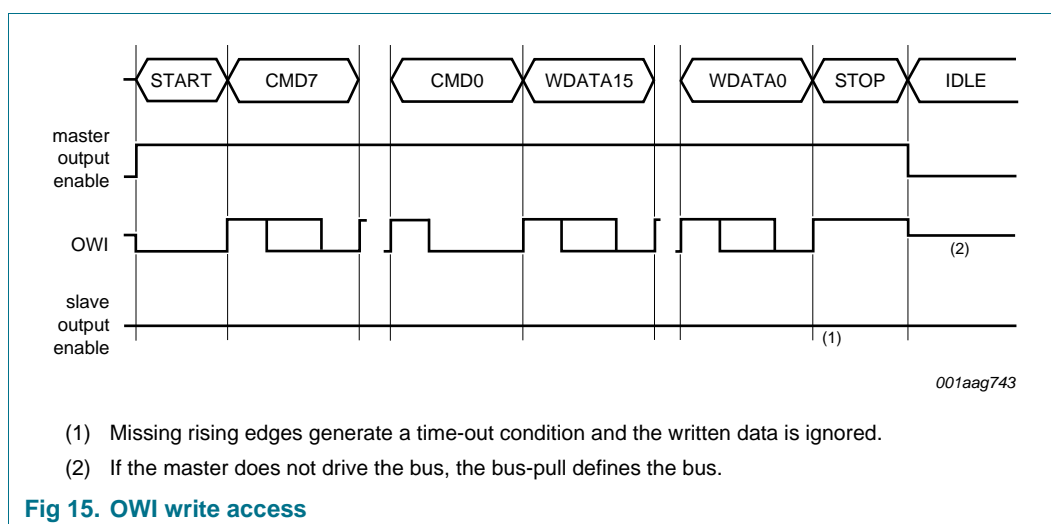 START CMD7 CMD0 WDATA15 WDATA0 STOP IDLE
master
output
enable
OWI
(2)
slave
output
enable
(1)
001aag743
(1) Missing rising edges generate a time-out condition and the written data is ignored.
(2) If the master does not drive the bus, the bus-pull defines the bus.
Fig 15. OWI write access